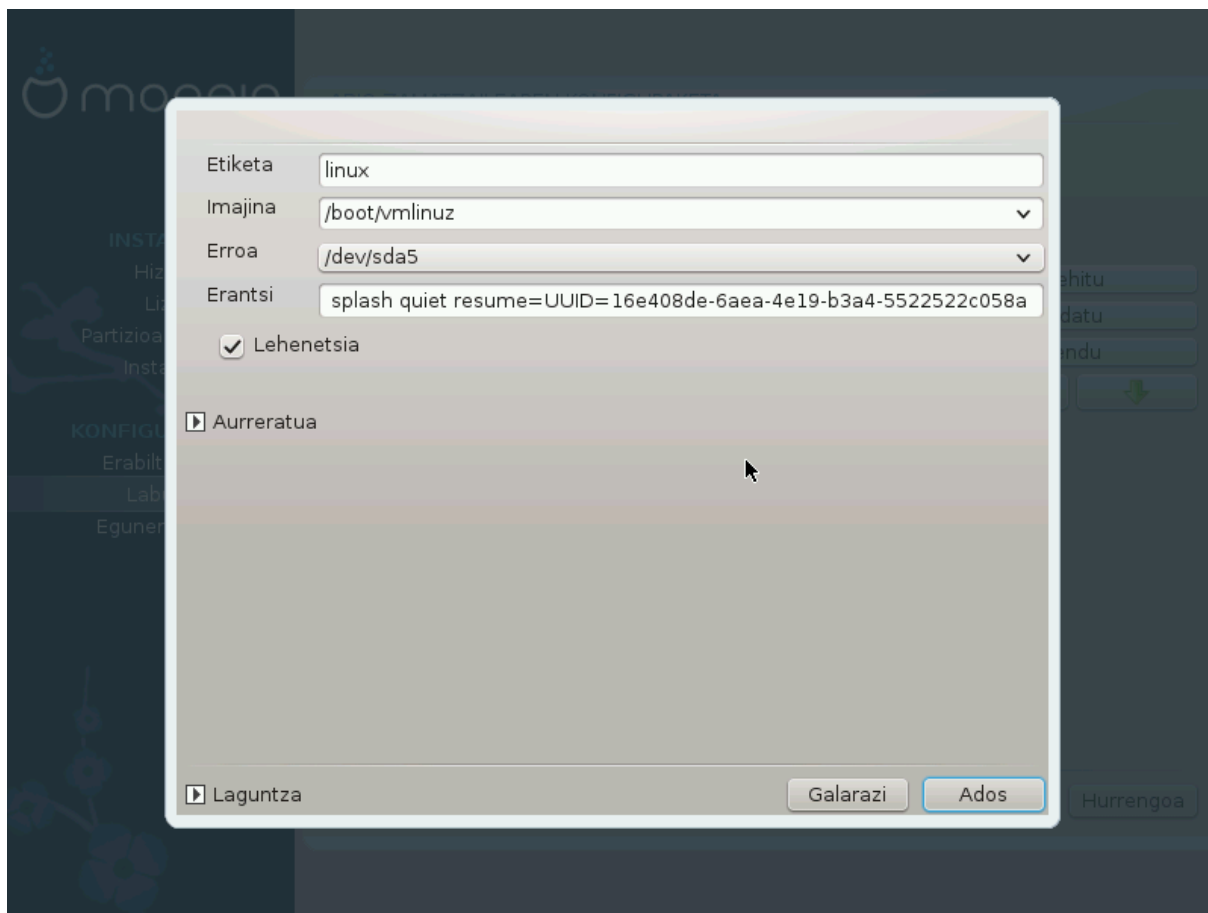 Etiketa
linux
Imajina
/boot/vmlinuz
Erroa
/dev/sda5
Erantsi
splash quiet resume=UUID=16e408de-6aea-4e19-b3a4-5522522c058a
Lehenetsia
Aurreratua
Laguntza
Galarazi
Ados
Hurrengoa